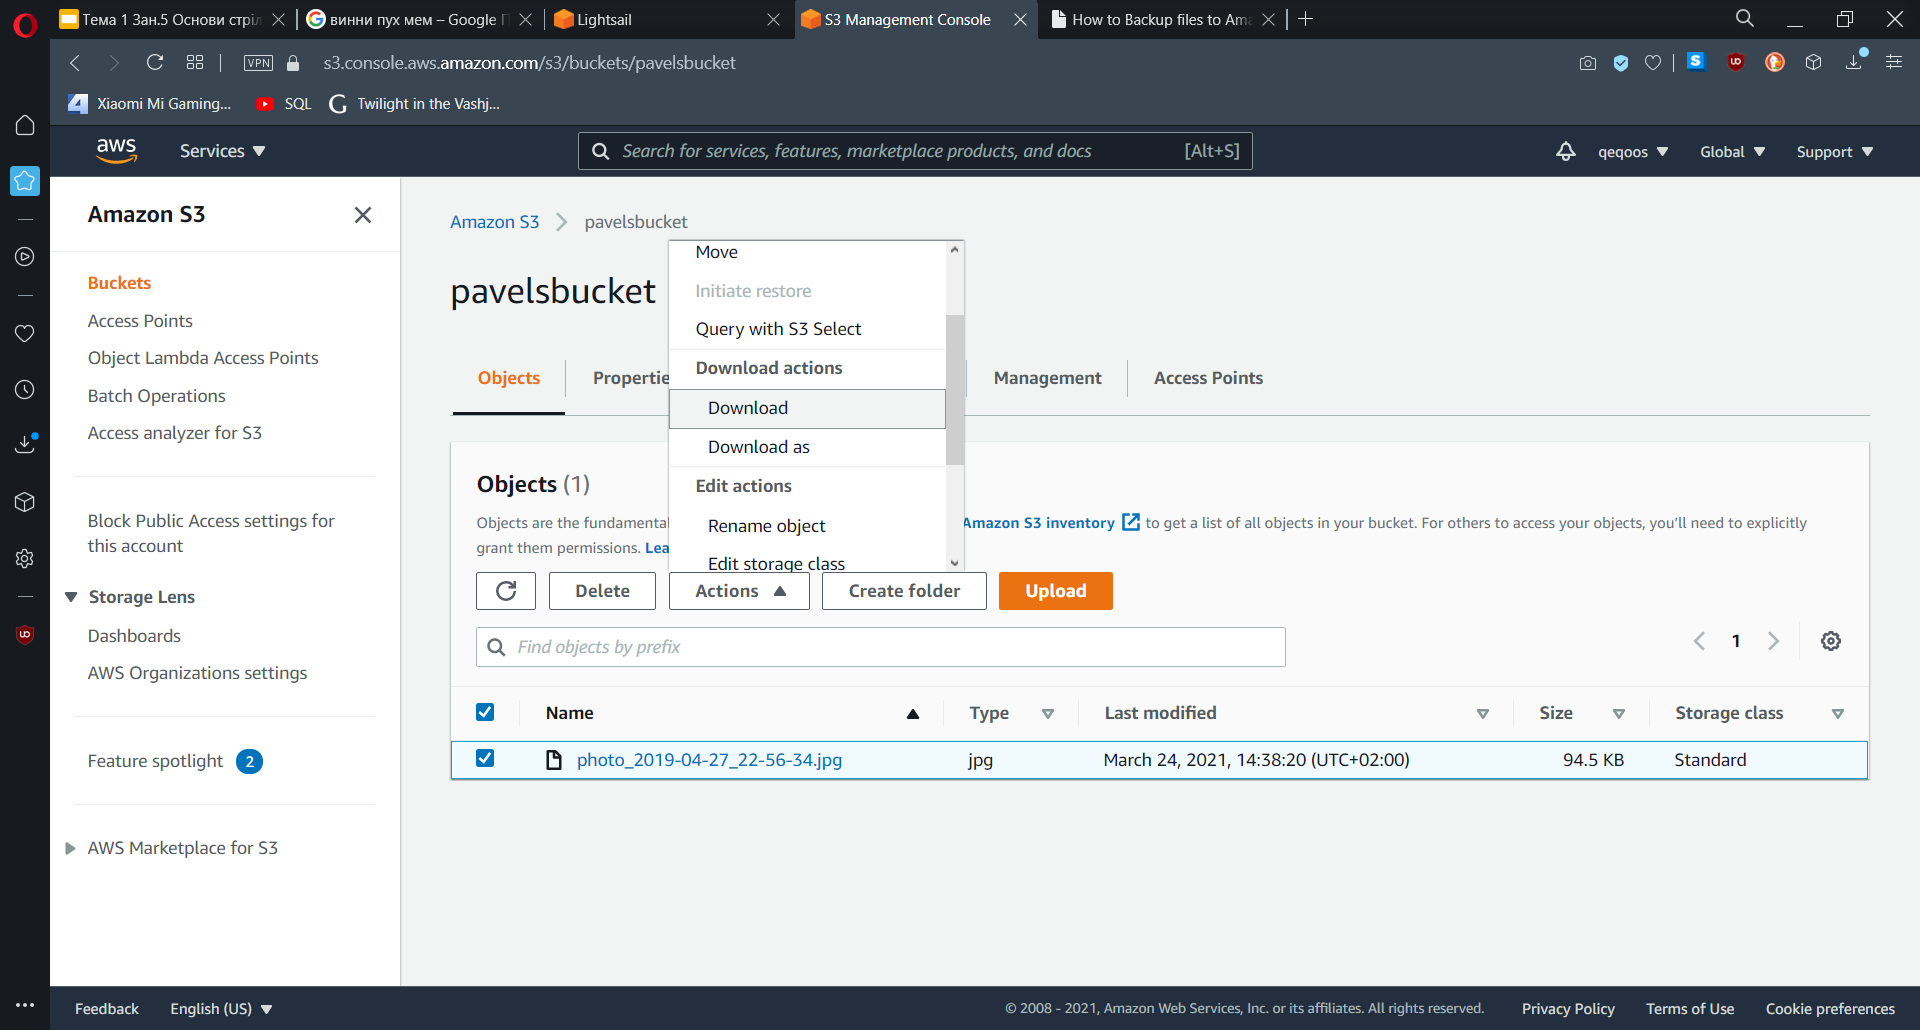 Тема 1 Зан.5 Основи стріл
винни пух мем – Google П
Lightsail
S3 Management Console
How to Backup files to Ama
VPN
s3.console.aws.amazon.com/s3/buckets/pavelsbucket
Xiaomi Mi Gaming...
SQL
Twilight in the Vashj...
aws
Services
Search for services, features, marketplace products, and docs
[Alt+S]
qeqoos
Global
Support
Amazon S3
Buckets
Access Points
Object Lambda Access Points
Batch Operations
Access analyzer for S3
Block Public Access settings for
this account
Storage Lens
Dashboards
AWS Organizations settings
Feature spotlight 2
AWS Marketplace for S3
Amazon S3
pavelsbucket
pavelsbucket
Move
Initiate restore
Query with S3 Select
Download actions
Download
Download as
Edit actions
Rename object
Edit storage class
Objects
Propertie
Management
Access Points
Objects (1)
Objects are the fundamental
Amazon S3 inventory to get a list of all objects in your bucket. For others to access your objects, you'll need to explicitly
grant them permissions. Lea
Delete
Actions
Create folder
Upload
Find objects by prefix
1
Name
Type
Last modified
Size
Storage class
photo_2019-04-27_22-56-34.jpg
jpg
March 24, 2021, 14:38:20 (UTC+02:00)
94.5 KB
Standard
Feedback
English (US)
© 2008 - 2021, Amazon Web Services, Inc. or its affiliates. All rights reserved.
Privacy Policy
Terms of Use
Cookie preferences